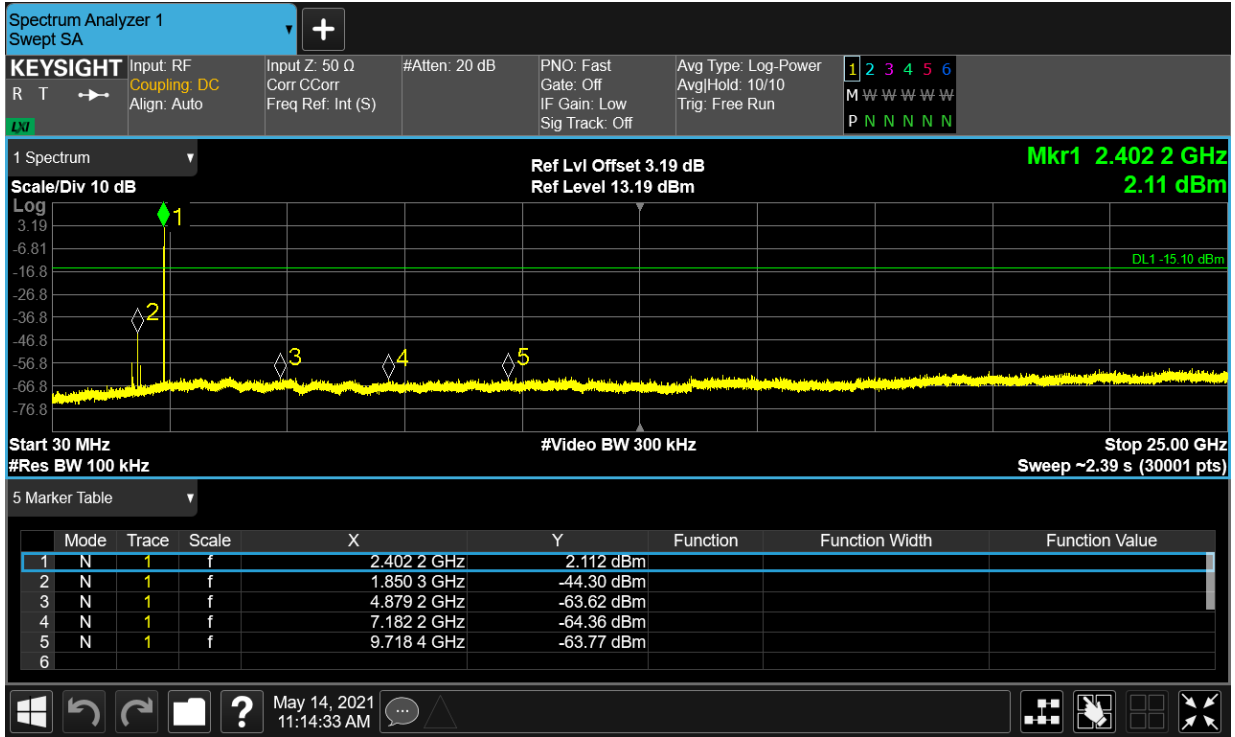 Spectrum Analyzer 1
Swept SA
KEYSIGHT
R T
LXI
Input: RF
Coupling: DC
Align: Auto
Input Z: 50 Ω
Corr CCorr
Freq Ref: Int (S)
#Atten: 20 dB
PNO: Fast
Gate: Off
IF Gain: Low
Sig Track: Off
Avg Type: Log-Power
Avg|Hold: 10/10
Trig: Free Run
1 2 3 4 5 6
M W W W W W
P N N N N N
1 Spectrum
Ref Lvl Offset 3.19 dB
Mkr1 2.402 2 GHz
Scale/Div 10 dB
Ref Level 13.19 dBm
2.11 dBm
Log
1
3.19
-6.81
DL1 -15.10 dBm
-16.8
-26.8
2
-36.8
-46.8
3
4
5
-56.8
-66.8
-76.8
Start 30 MHz
#Video BW 300 kHz
Stop 25.00 GHz
#Res BW 100 kHz
Sweep ~2.39 s (30001 pts)
5 Marker Table
Mode Trace Scale X Y Function Function Width Function Value
1 N 1 f 2.402 2 GHz 2.112 dBm
2 N 1 f 1.850 3 GHz -44.30 dBm
3 N 1 f 4.879 2 GHz -63.62 dBm
4 N 1 f 7.182 2 GHz -64.36 dBm
5 N 1 f 9.718 4 GHz -63.77 dBm
6
?
May 14, 2021
11:14:33 AM